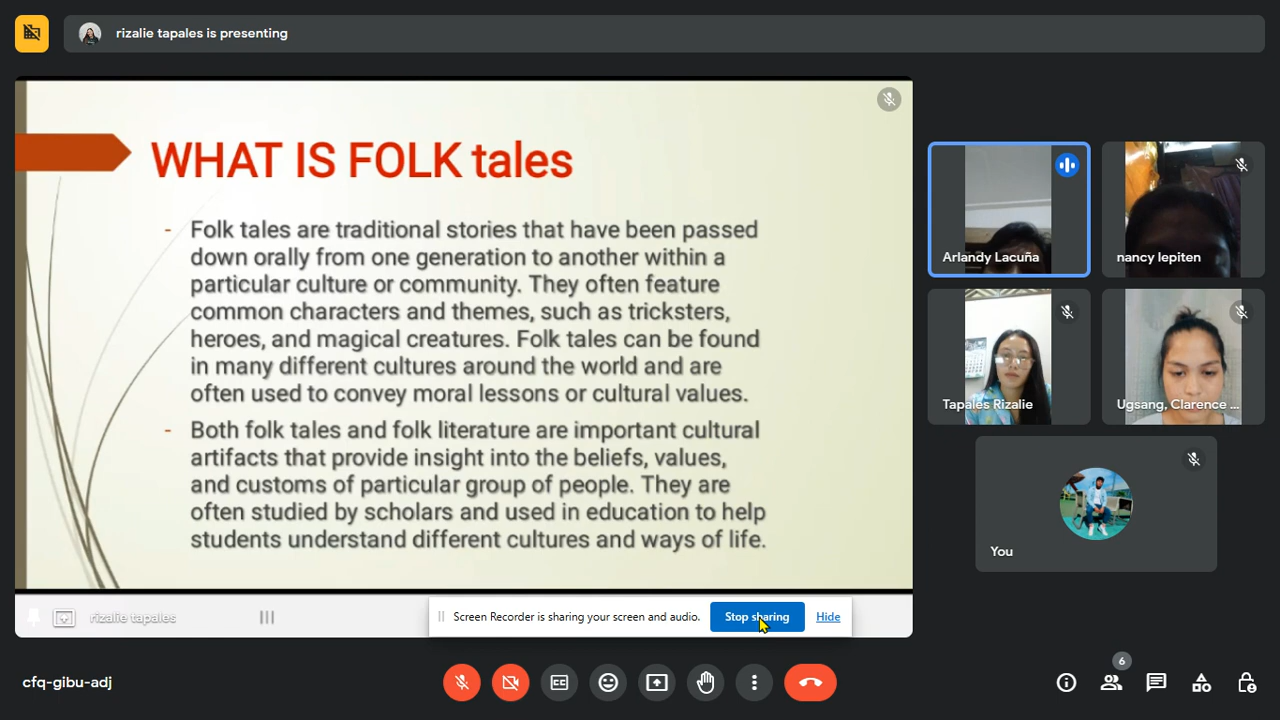 rizalie tapales is presenting
WHAT IS FOLK tales
- Folk tales are traditional stories that have been passed
down orally from one generation to another within a
particular culture or community. They often feature
common characters and themes, such as tricksters,
heroes, and magical creatures. Folk tales can be found
in many different cultures around the world and are
often used to convey moral lessons or cultural values.
- Both folk tales and folk literature are important cultural
artifacts that provide insight into the beliefs, values,
and customs of particular group of people. They are
often studied by scholars and used in education to help
students understand different cultures and ways of life.
Arlandy Lacuña
nancy lepiten
Tapales Rizalie
Ugsang, Clarence ...
You
rizalie tapales
Screen Recorder is sharing your screen and audio.
Stop sharing
Hide
cfq-gibu-adj
6